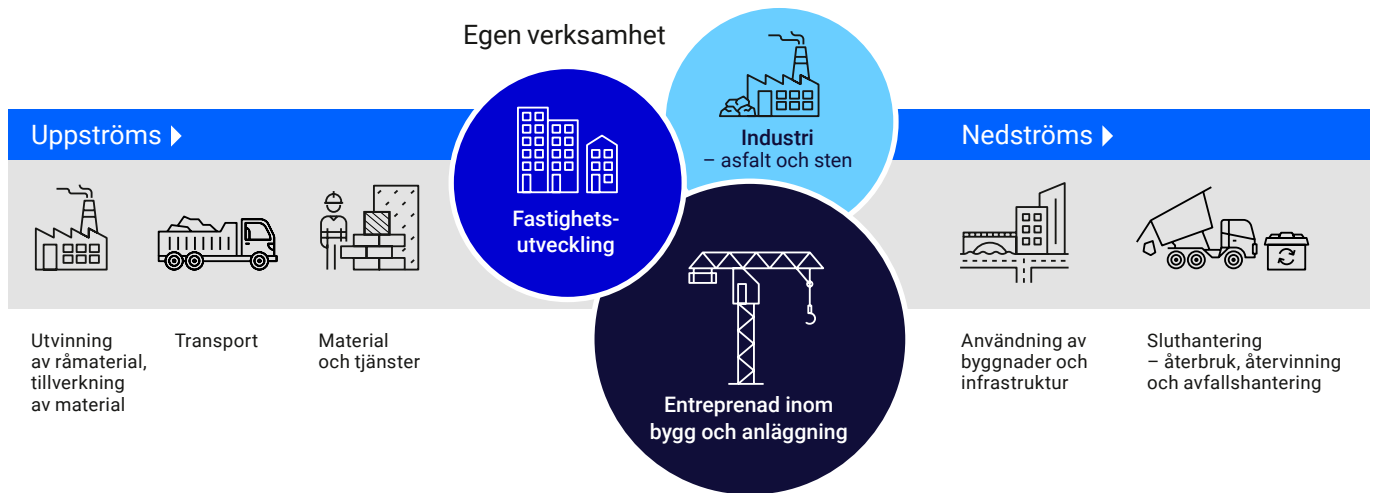 Egen verksamhet
Uppströms
Fastighets-
utveckling
Industri
– asfalt och sten
Entreprenad inom
bygg och anläggning
Nedströms
Utvinning
av råmaterial,
tillverkning
av material
Transport
Material
och tjänster
Användning av
byggnader och
infrastruktur
Sluthantering
– återbruk, återvinning
och avfallshantering